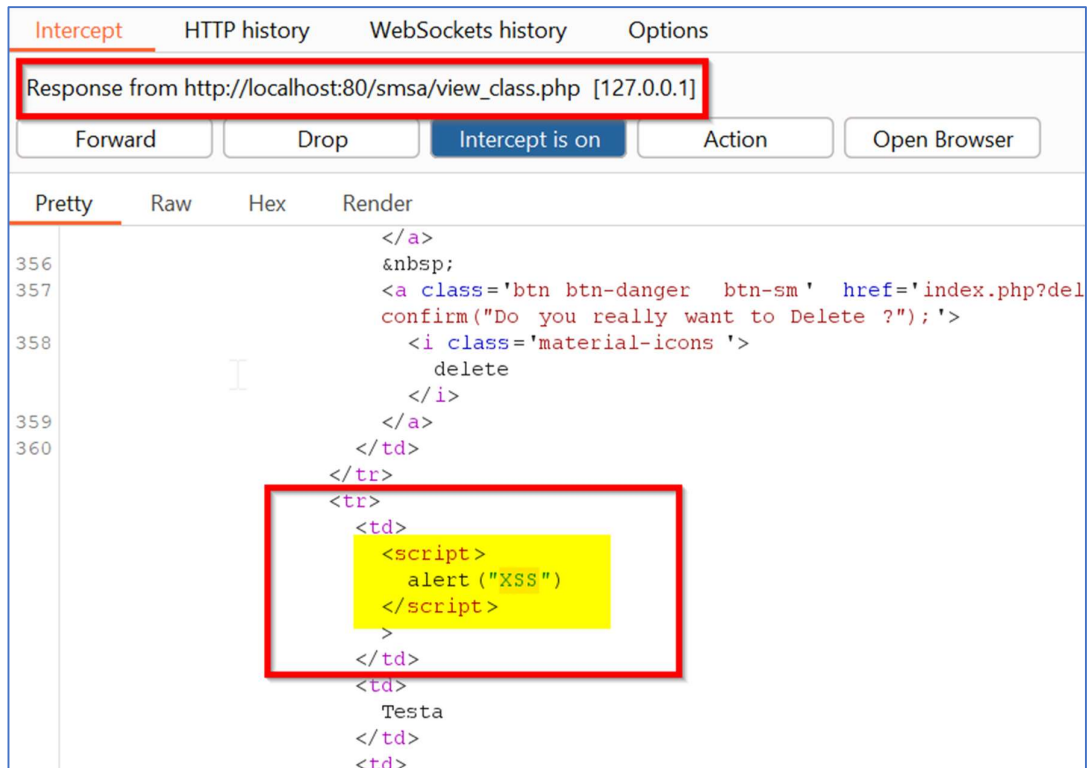 Intercept HTTP history WebSockets history Options
Response from http://localhost:80/smsa/view_class.php [127.0.0.1]
Forward Drop Intercept is on Action Open Browser
Pretty Raw Hex Render
</a>
356 &nbsp;
357 <a class='btn btn-danger  btn-sm'  href='index.php?del
confirm("Do you really want to Delete ?");'>
358 <i class='material-icons '>
delete
</i>
359 </a>
360 </td>
</tr>
<tr>
<td>
<script>
alert("XSS")
</script>
>
</td>
<td>
Testa
</td>
<td>